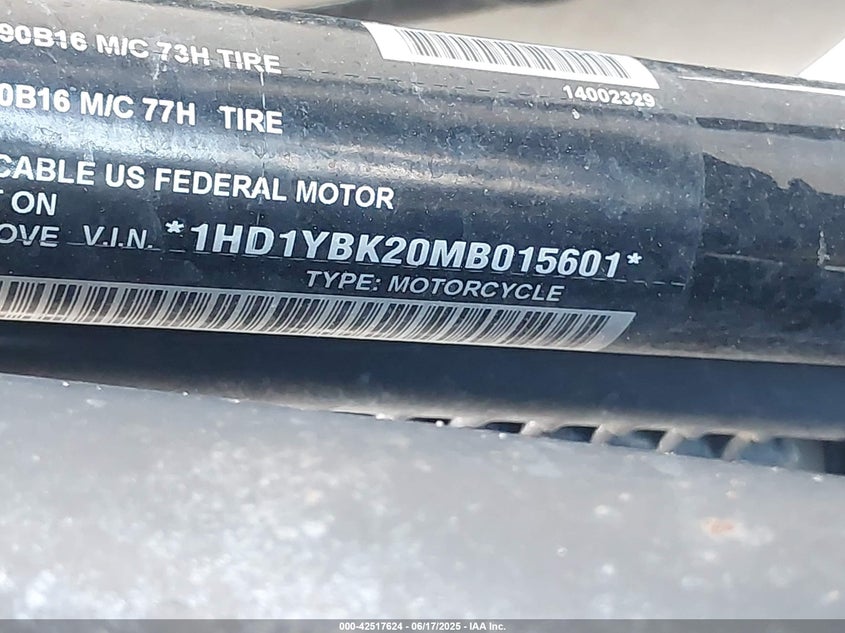 90B16 M/C 73H TIRE
14002329
0B16 M/C 77H TIRE
CABLE US FEDERAL MOTOR
T ON
OVE V.I.N. *1HD1YBK20MB015601*
TYPE: MOTORCYCLE
000-42517624 - 06/17/2025 - IAA Inc.